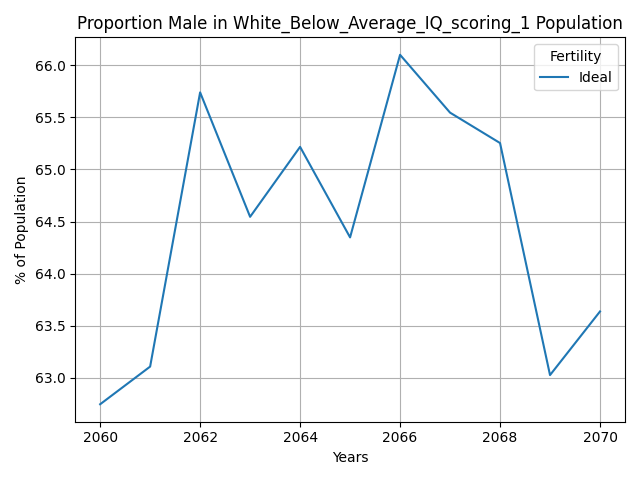 Proportion Male in White_Below_Average_IQ_scoring_1 Population
Fertility
Ideal
% of Population
66.0
65.5
65.0
64.5
64.0
63.5
63.0
2060 2062 2064 2066 2068 2070
Years